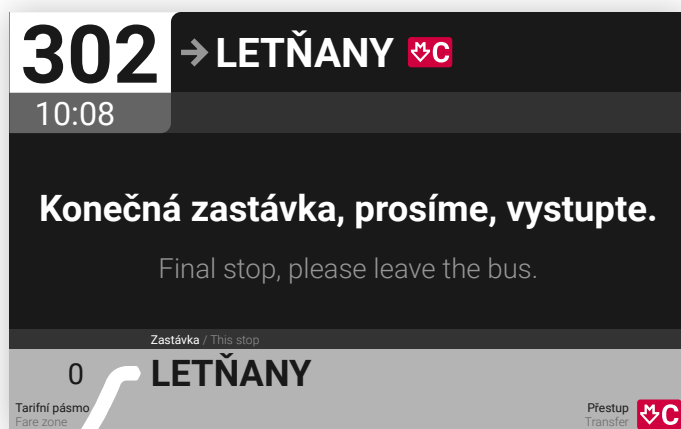 302 → LETŇANY C
10:08
Konečná zastávka, prosíme, vystupte.
Final stop, please leave the bus.
Zastávka / This stop
0 LETŇANY
Tarifní pásmo
Fare zone
Přestup C
Transfer